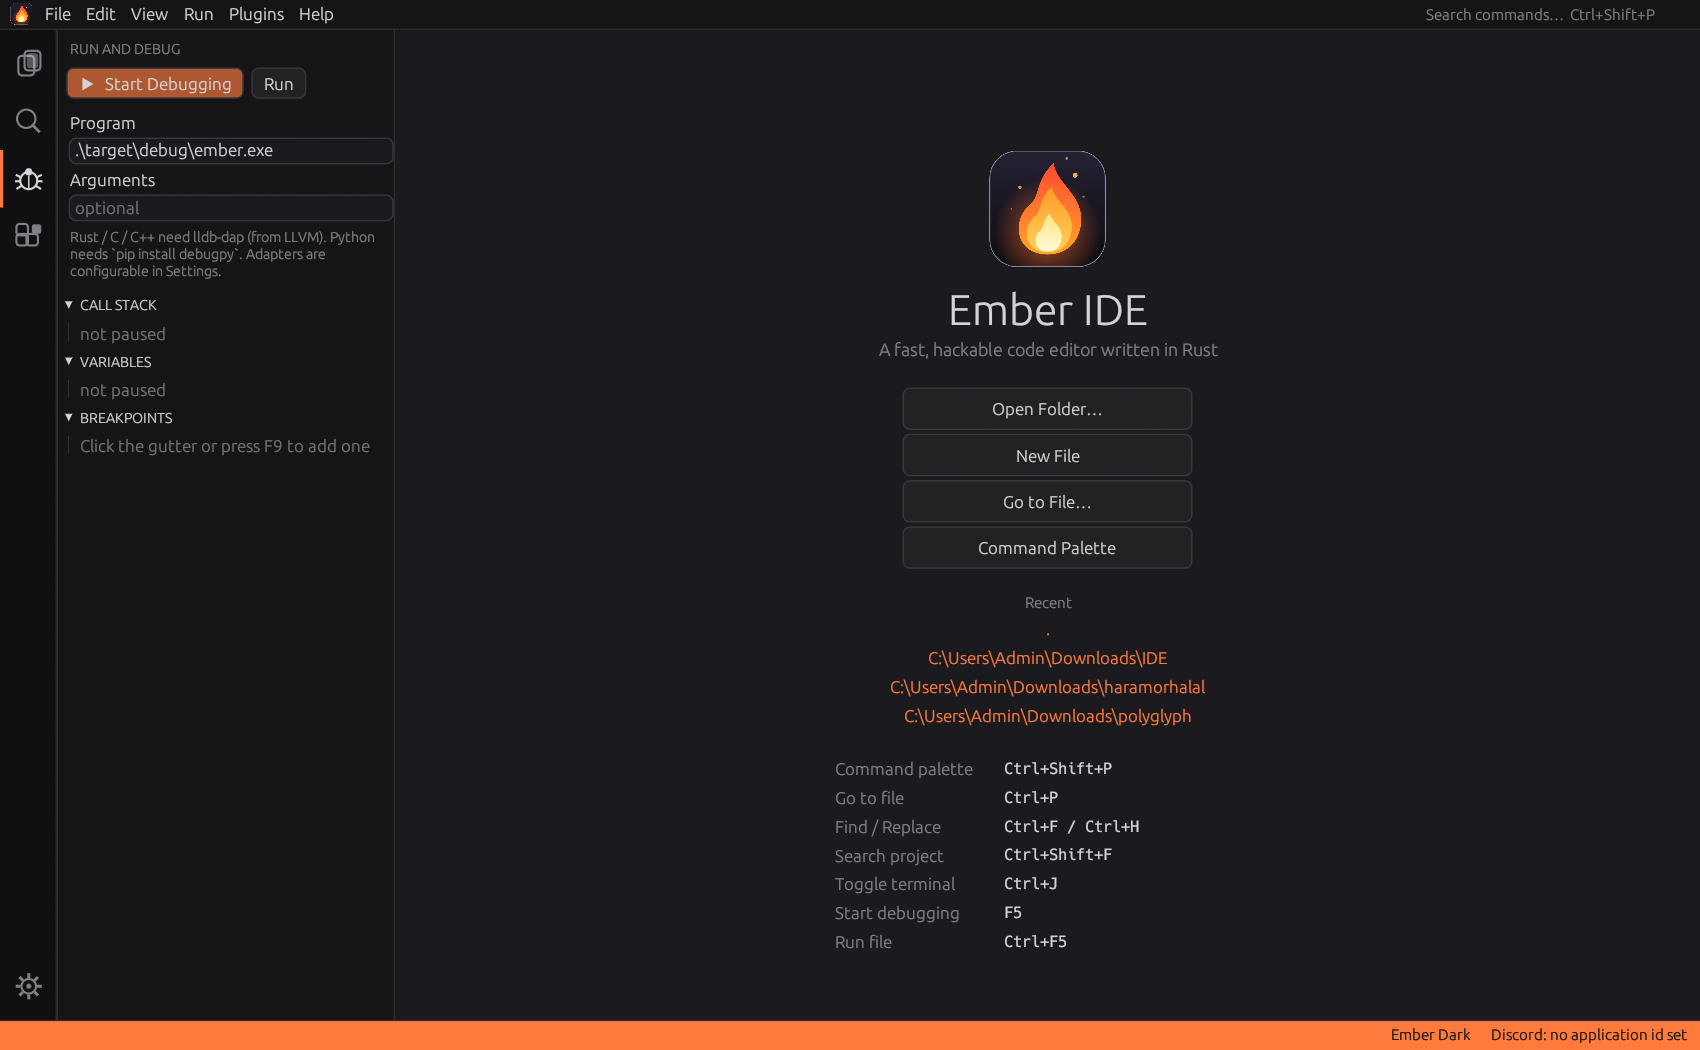 File Edit View Run Plugins Help
Search commands... Ctrl+Shift+P
RUN AND DEBUG
Start Debugging
Run
Program
.\target\debug\ember.exe
Arguments
optional
Rust / C / C++ need lldb-dap (from LLVM). Python
needs `pip install debugpy`. Adapters are
configurable in Settings.
CALL STACK
not paused
VARIABLES
not paused
BREAKPOINTS
Click the gutter or press F9 to add one
Ember IDE
A fast, hackable code editor written in Rust
Open Folder...
New File
Go to File...
Command Palette
Recent
.
C:\Users\Admin\Downloads\IDE
C:\Users\Admin\Downloads\haramorhalal
C:\Users\Admin\Downloads\polyglyph
Command palette Ctrl+Shift+P
Go to file Ctrl+P
Find / Replace Ctrl+F / Ctrl+H
Search project Ctrl+Shift+F
Toggle terminal Ctrl+J
Start debugging F5
Run file Ctrl+F5
Ember Dark Discord: no application id set